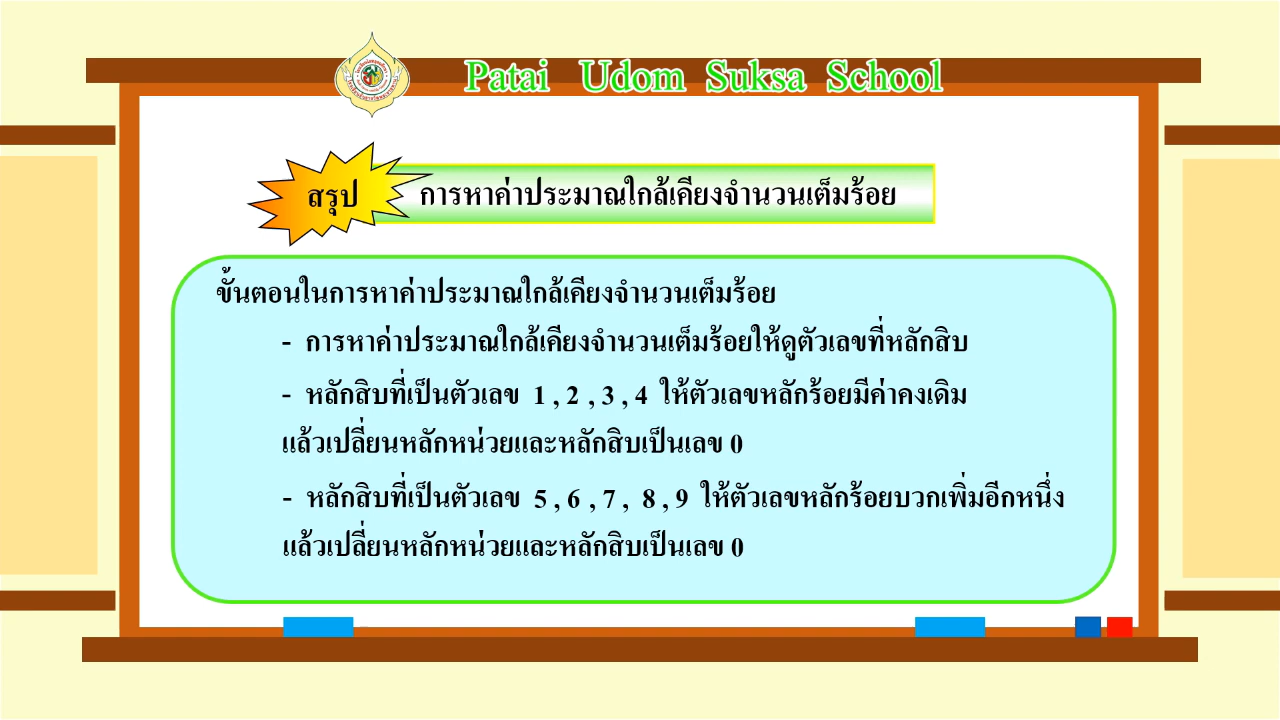 Patai Udom Suksa School
สรุป การหาค่าประมาณใกล้เคียงจำนวนเต็มร้อย
ขั้นตอนในการหาค่าประมาณใกล้เคียงจำนวนเต็มร้อย
- การหาค่าประมาณใกล้เคียงจำนวนเต็มร้อยให้ดูตัวเลขที่หลักสิบ
- หลักสิบที่เป็นตัวเลข 1 , 2 , 3 , 4 ให้ตัวเลขหลักร้อยมีค่าคงเดิม
แล้วเปลี่ยนหลักหน่วยและหลักสิบเป็นเลข 0
- หลักสิบที่เป็นตัวเลข 5 , 6 , 7 , 8 , 9 ให้ตัวเลขหลักร้อยบวกเพิ่มอีกหนึ่ง
แล้วเปลี่ยนหลักหน่วยและหลักสิบเป็นเลข 0